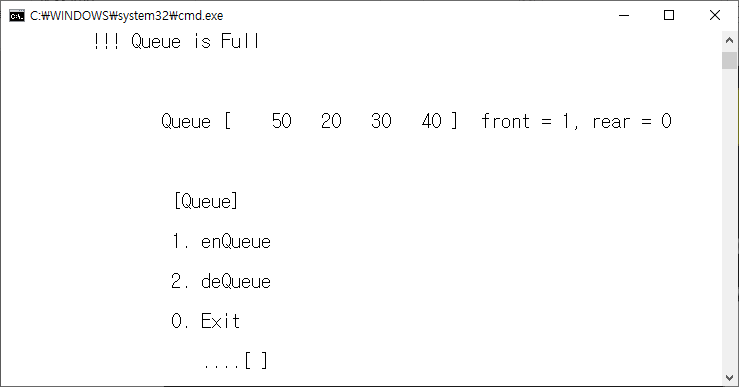 C:₩WINDOWS₩system32₩cmd.exe
!!! Queue is Full
Queue [ 50 20 30 40 ] front = 1, rear = 0
[Queue]
1. enQueue
2. deQueue
0. Exit
....[ ]